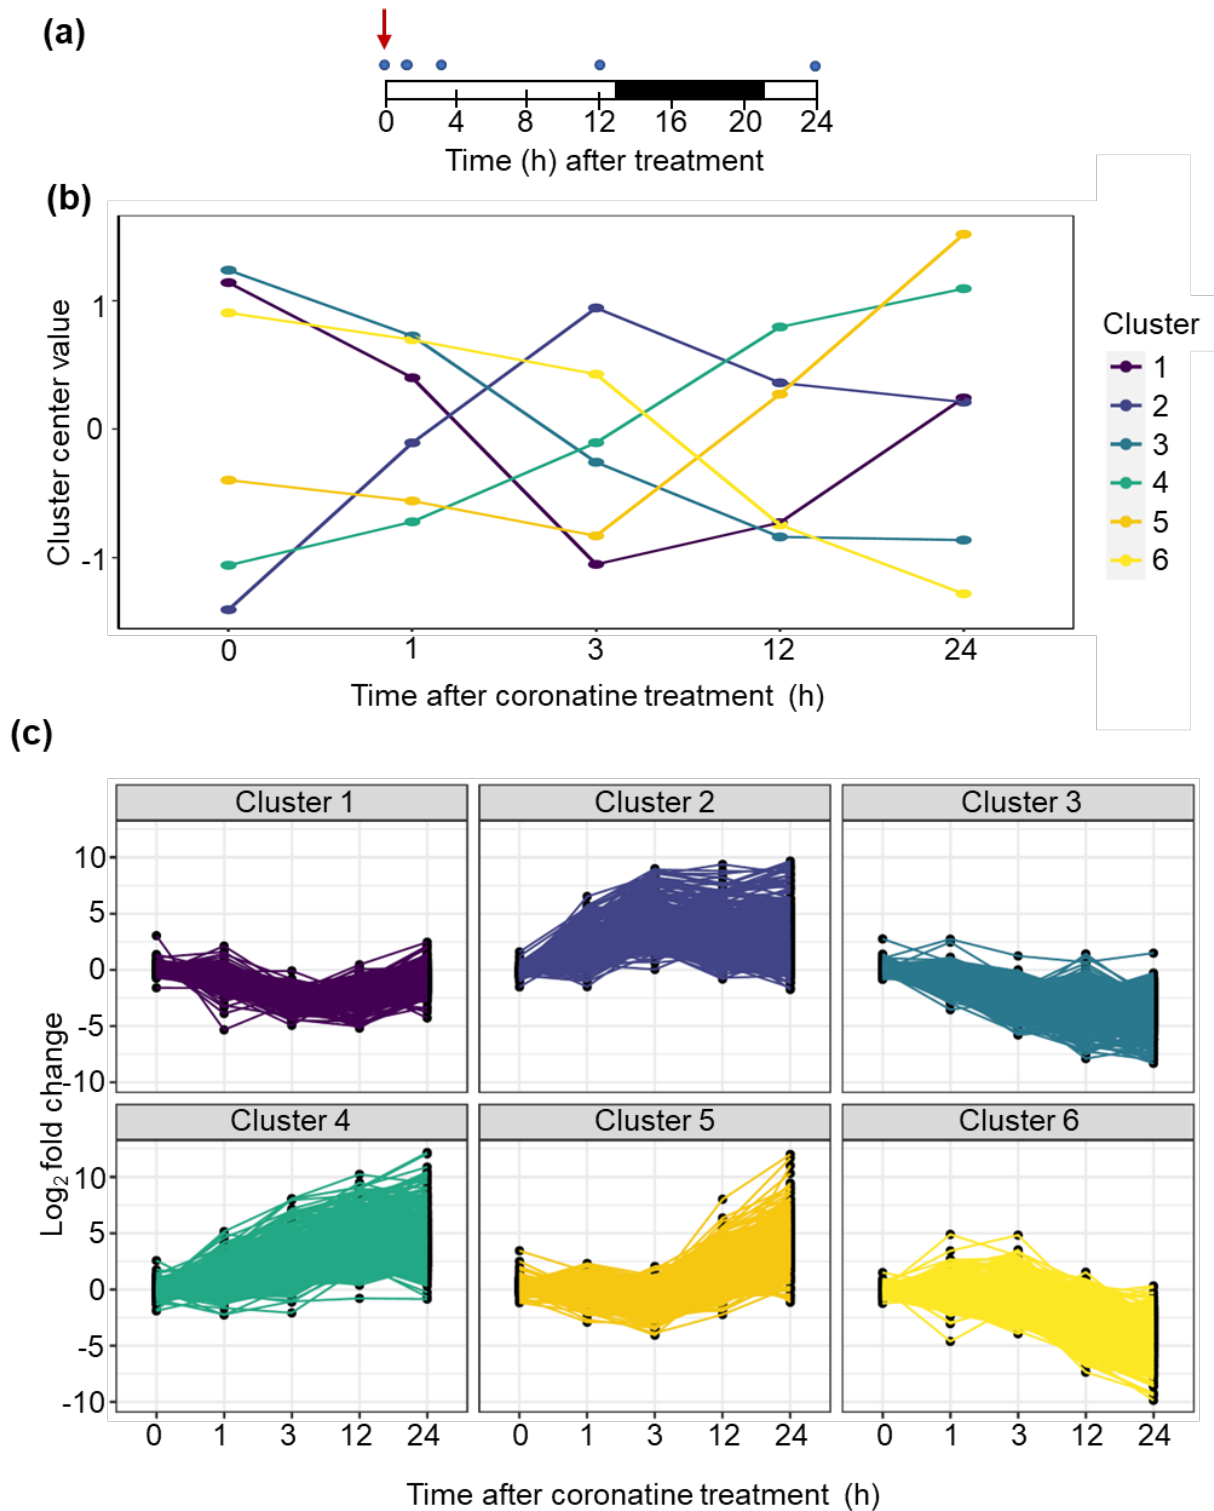 (a)
0 4 8 12 16 20 24
Time (h) after treatment
(b)
Cluster center value
1
0
-1
0 1 3 12 24
Time after coronatine treatment (h)
Cluster
1
2
3
4
5
6
(c)
Log2 fold change
Cluster 1 Cluster 2 Cluster 3
10
5
0
-5
-10
Cluster 4 Cluster 5 Cluster 6
10
5
0
-5
-10
0 1 3 12 24 0 1 3 12 24 0 1 3 12 24
Time after coronatine treatment (h)